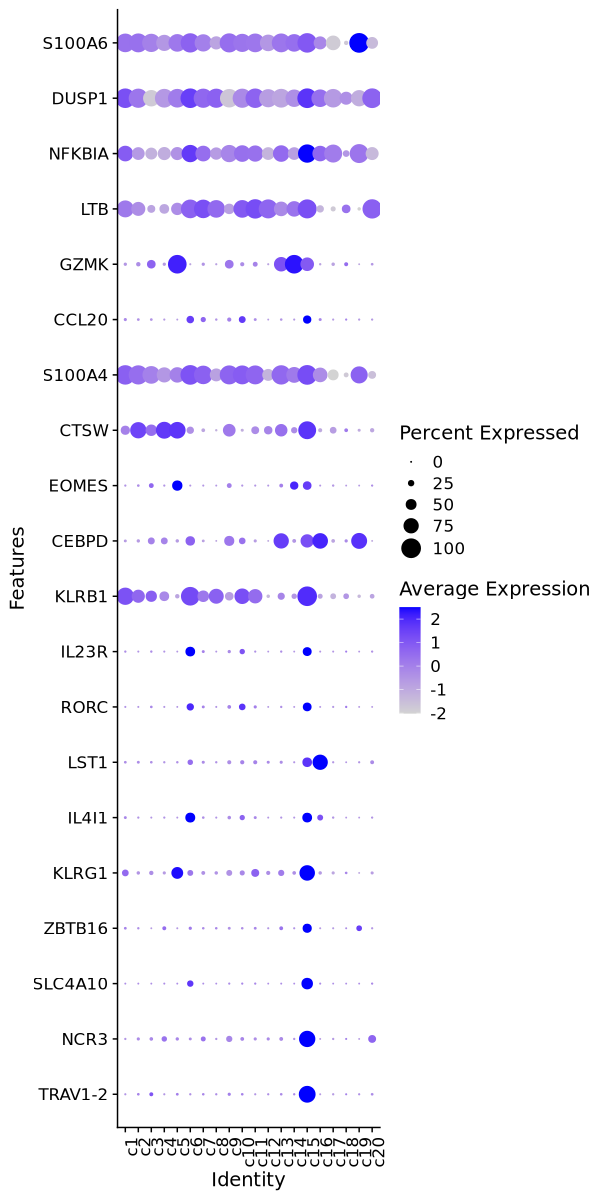 S100A6
DUSP1
NFKBIA
LTB
GZMK
CCL20
S100A4
CTSW
EOMES
CEBPD
KLRB1
IL23R
RORC
LST1
IL4I1
KLRG1
ZBTB16
SLC4A10
NCR3
TRAV1-2
Features
c1
c2
c3
c4
c5
c6
c7
c8
c9
c10
c11
c12
c13
c14
c15
c16
c17
c18
c19
c20
Identity
Percent Expressed
0
25
50
75
100
Average Expression
2
1
0
-1
-2